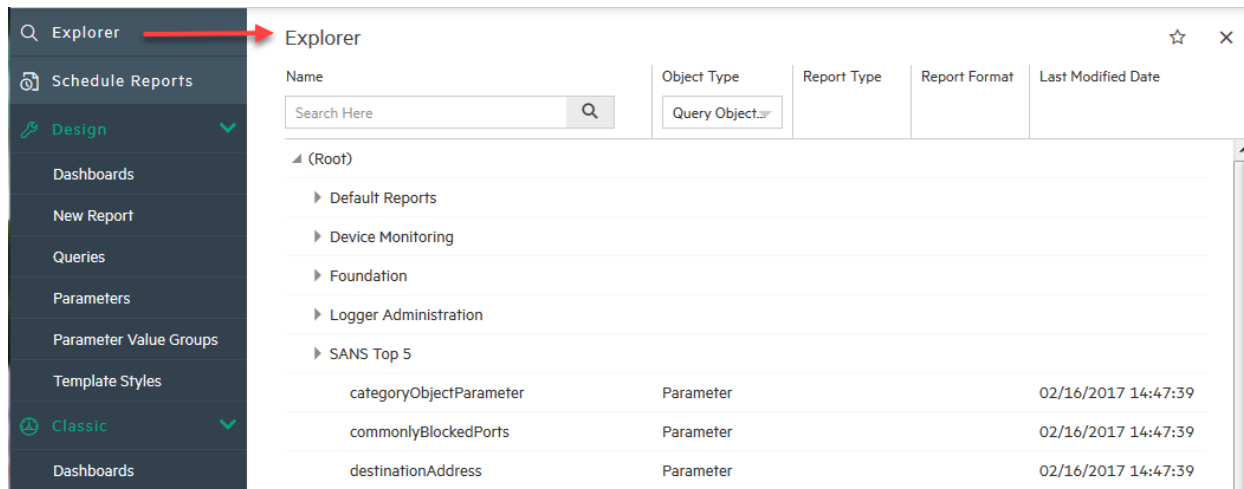 Explorer
Schedule Reports
Design
Dashboards
New Report
Queries
Parameters
Parameter Value Groups
Template Styles
Classic
Dashboards
Explorer
Name Object Type Report Type Report Format Last Modified Date
Search Here Query Object...
(Root)
Default Reports
Device Monitoring
Foundation
Logger Administration
SANS Top 5
categoryObjectParameter Parameter 02/16/2017 14:47:39
commonlyBlockedPorts Parameter 02/16/2017 14:47:39
destinationAddress Parameter 02/16/2017 14:47:39